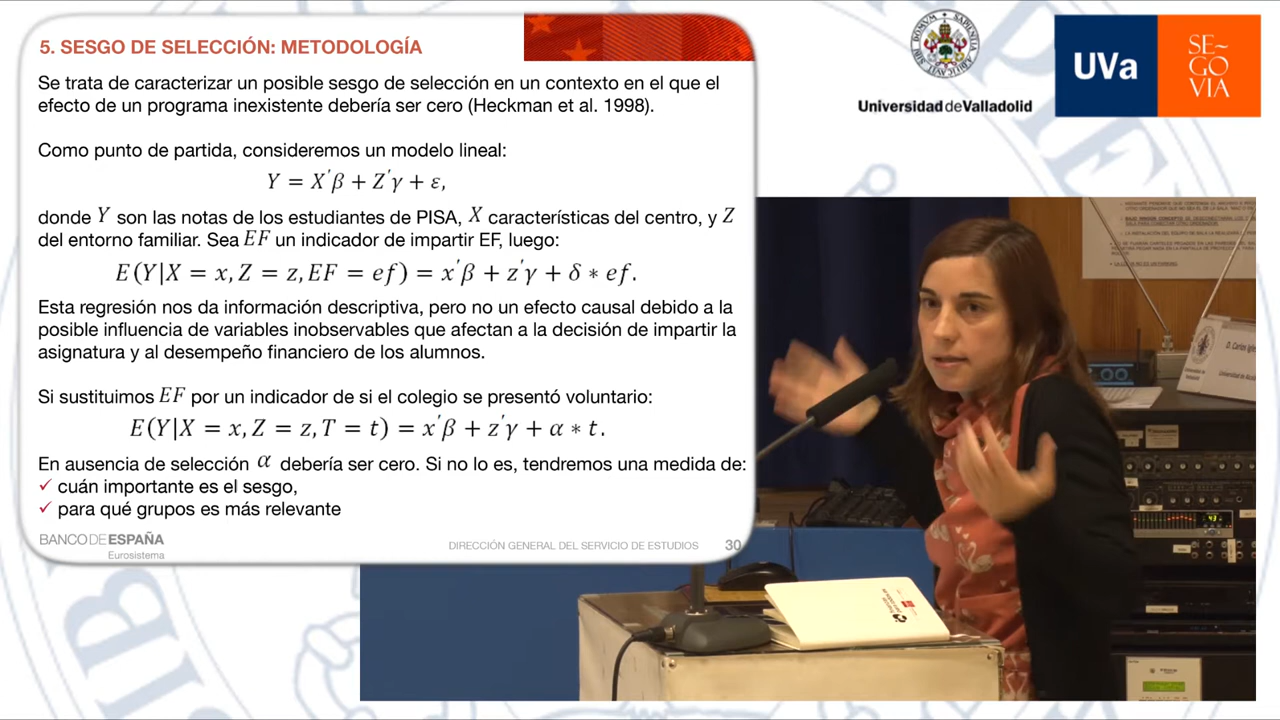 5. SESGO DE SELECCIÓN: METODOLOGÍA
Se trata de caracterizar un posible sesgo de selección en un contexto en el que el
efecto de un programa inexistente debería ser cero (Heckman et al. 1998).
Como punto de partida, consideremos un modelo lineal:
Y = X′β + Z′γ + ε,
donde Y son las notas de los estudiantes de PISA, X características del centro, y Z
del entorno familiar. Sea EF un indicador de impartir EF, luego:
E(Y|X = x, Z = z, EF = ef) = x′β + z′γ + δ * ef.
Esta regresión nos da información descriptiva, pero no un efecto causal debido a la
posible influencia de variables inobservables que afectan a la decisión de impartir la
asignatura y al desempeño financiero de los alumnos.
Si sustituimos EF por un indicador de si el colegio se presentó voluntario:
E(Y|X = x, Z = z, T = t) = x′β + z′γ + α * t.
En ausencia de selección α debería ser cero. Si no lo es, tendremos una medida de:
✓ cuán importante es el sesgo,
✓ para qué grupos es más relevante
BANCO DE ESPAÑA
Eurosistema
DIRECCIÓN GENERAL DEL SERVICIO DE ESTUDIOS 30
Universidad de Valladolid
UVa
SE~
GO
VIA
D. Carlos
Universidad de Valladolid
43